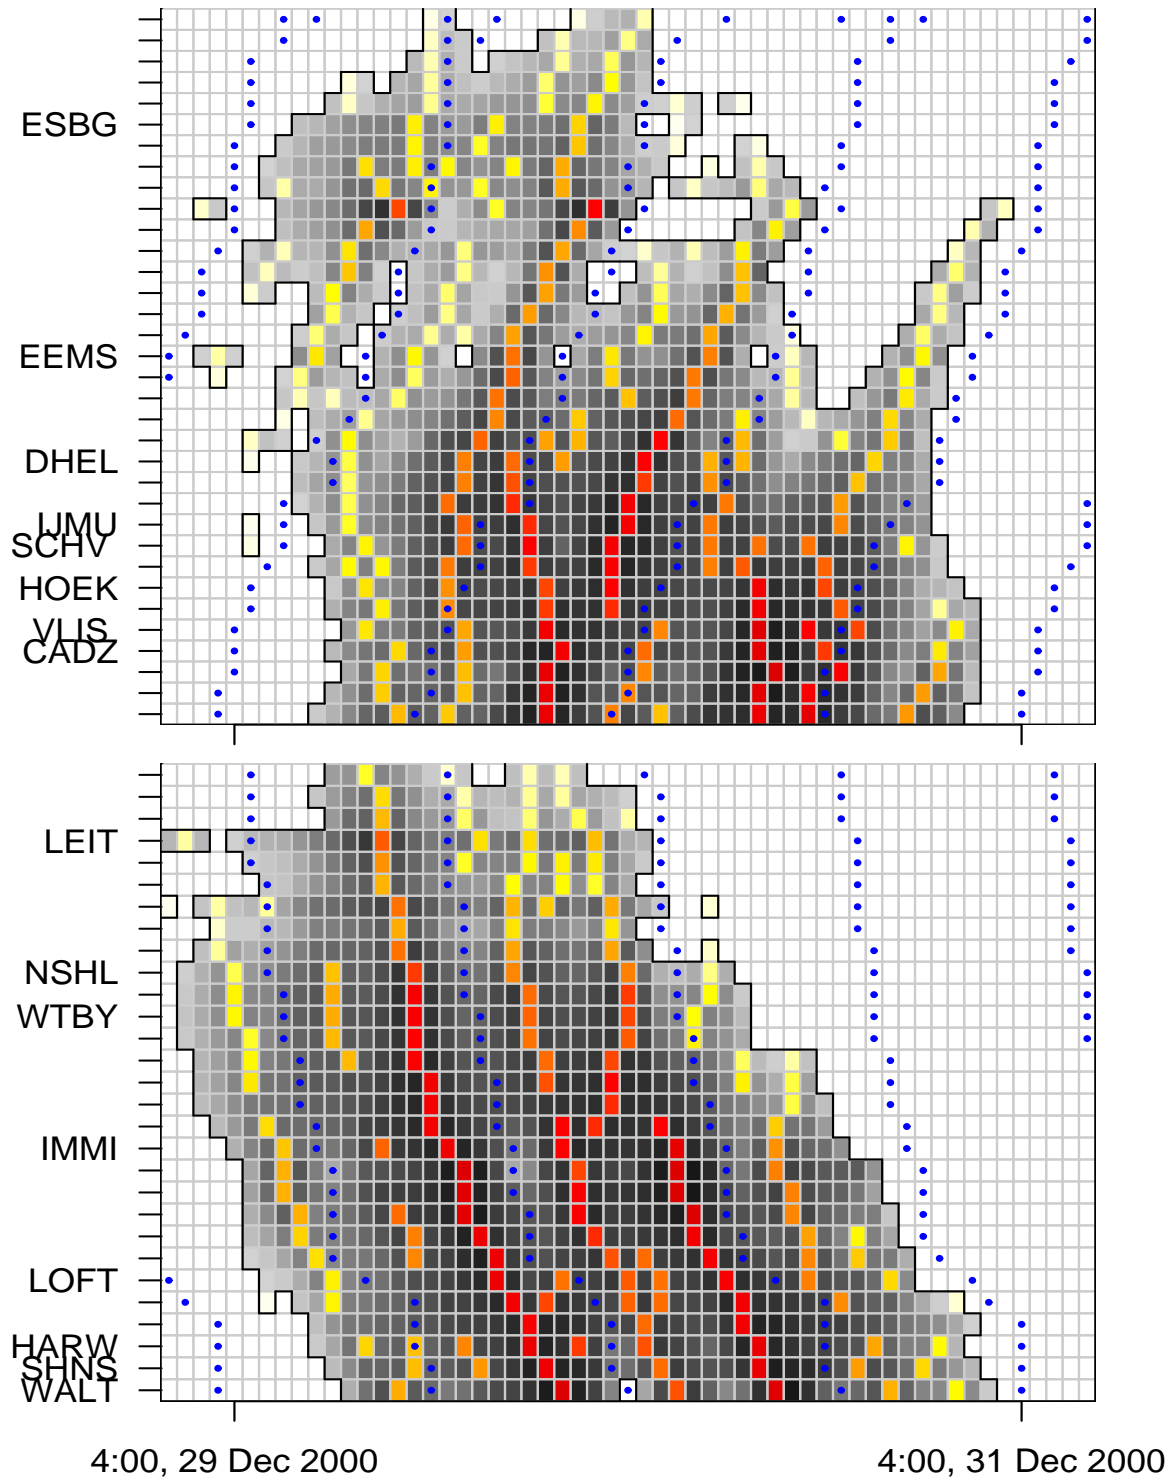 ESBG
EEMS
DHEL
IJMU
SCHV
HOEK
VLIS
CADZ
LEIT
NSHL
WTBY
IMMI
LOFT
HARW
SHNS
WALT
4:00, 29 Dec 2000
4:00, 31 Dec 2000